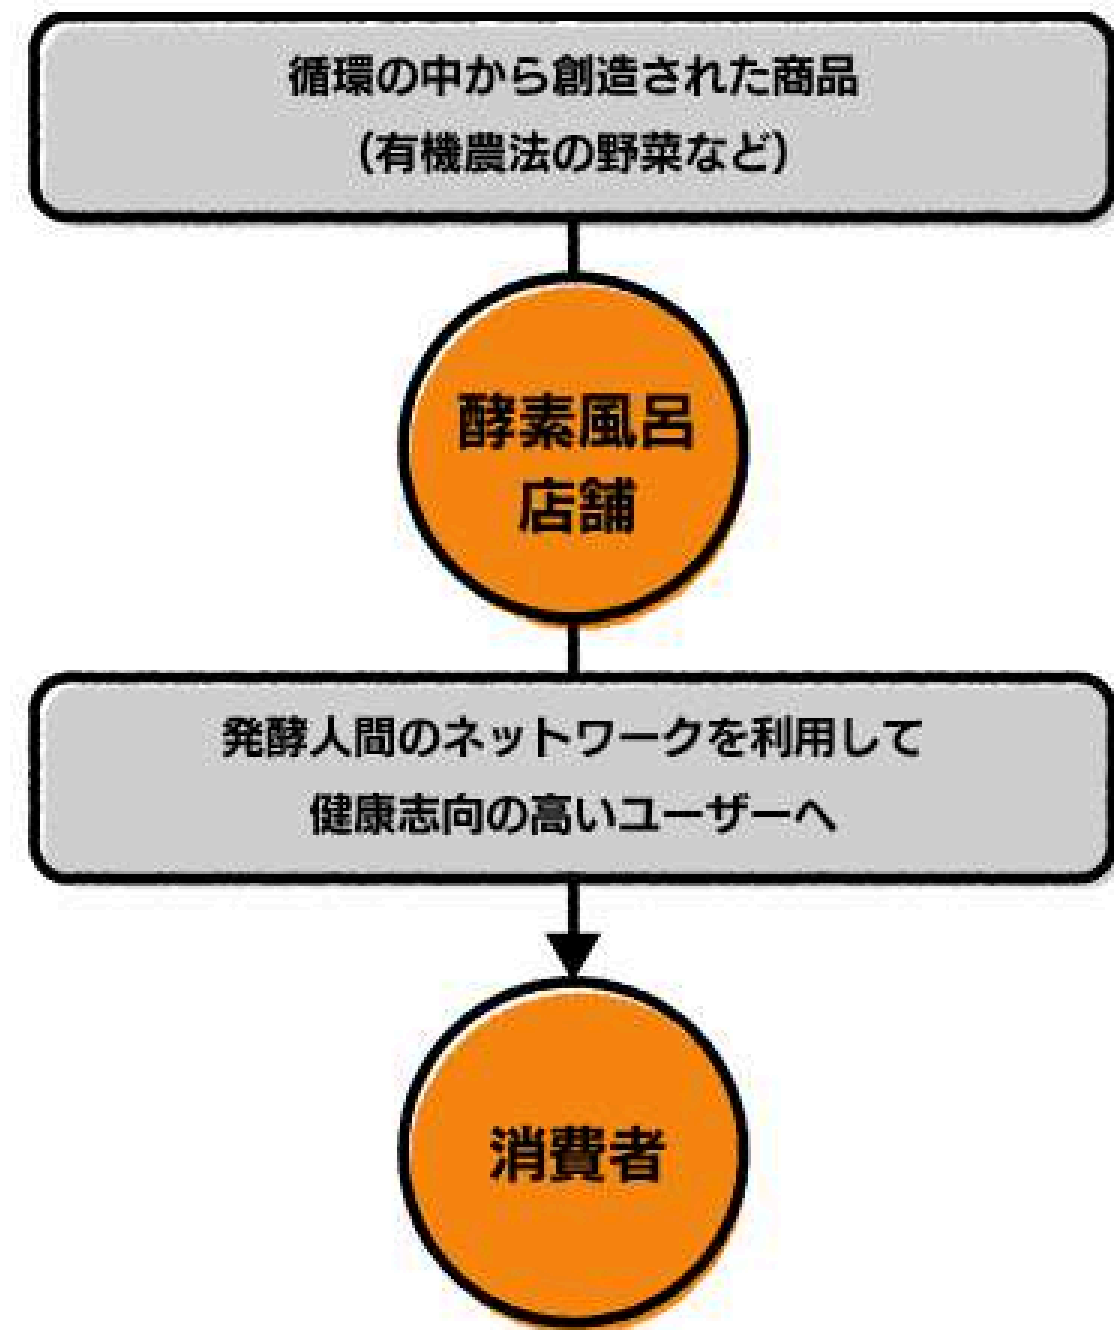 循環の中から創造された商品
(有機農法の野菜など)
酵素風呂
店舗
発酵人間のネットワークを利用して
健康志向の高いユーザーへ
消費者